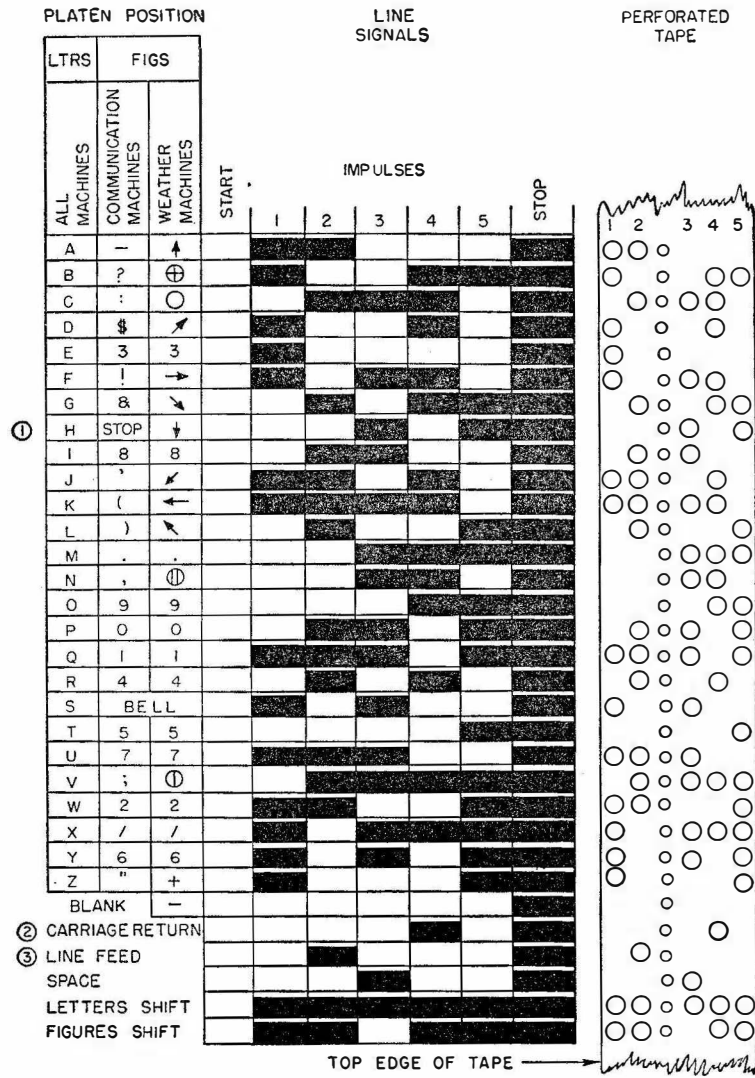 PLATEN POSITION
LINE
SIGNALS
PERFORATED
TAPE
LTRS FIGS
ALL
MACHINES
COMMUNICATION
MACHINES
WEATHER
MACHINES
START
IMPULSES
STOP
1 2 3 4 5
1 2 3 4 5
A — ↑
B ? ⊕
C : ○
D $ ↗
E 3 3
F ! →
G & ↘
① H STOP ↓
I 8 8
J ' ↙
K ( ←
L ) ↖
M . .
N , ⦷
O 9 9
P 0 0
Q 1 1
R 4 4
S BELL
T 5 5
U 7 7
V ; ⦶
W 2 2
X / /
Y 6 6
Z " +
BLANK —
② CARRIAGE RETURN
③ LINE FEED
SPACE
LETTERS SHIFT
FIGURES SHIFT
TOP EDGE OF TAPE